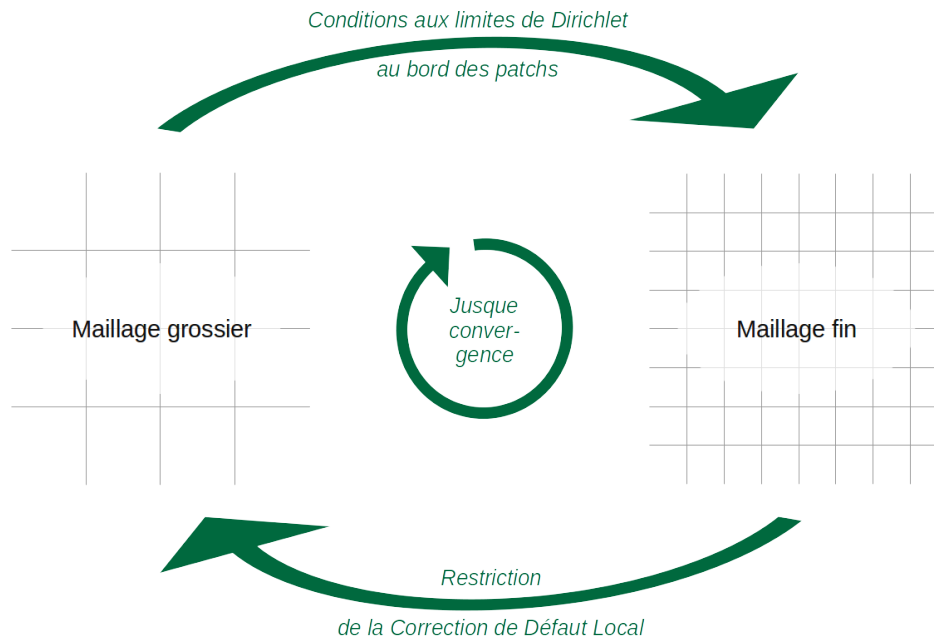 Conditions aux limites de Dirichlet
au bord des patchs
Maillage grossier
Jusque
conver-
gence
Maillage fin
Restriction
de la Correction de Défaut Local